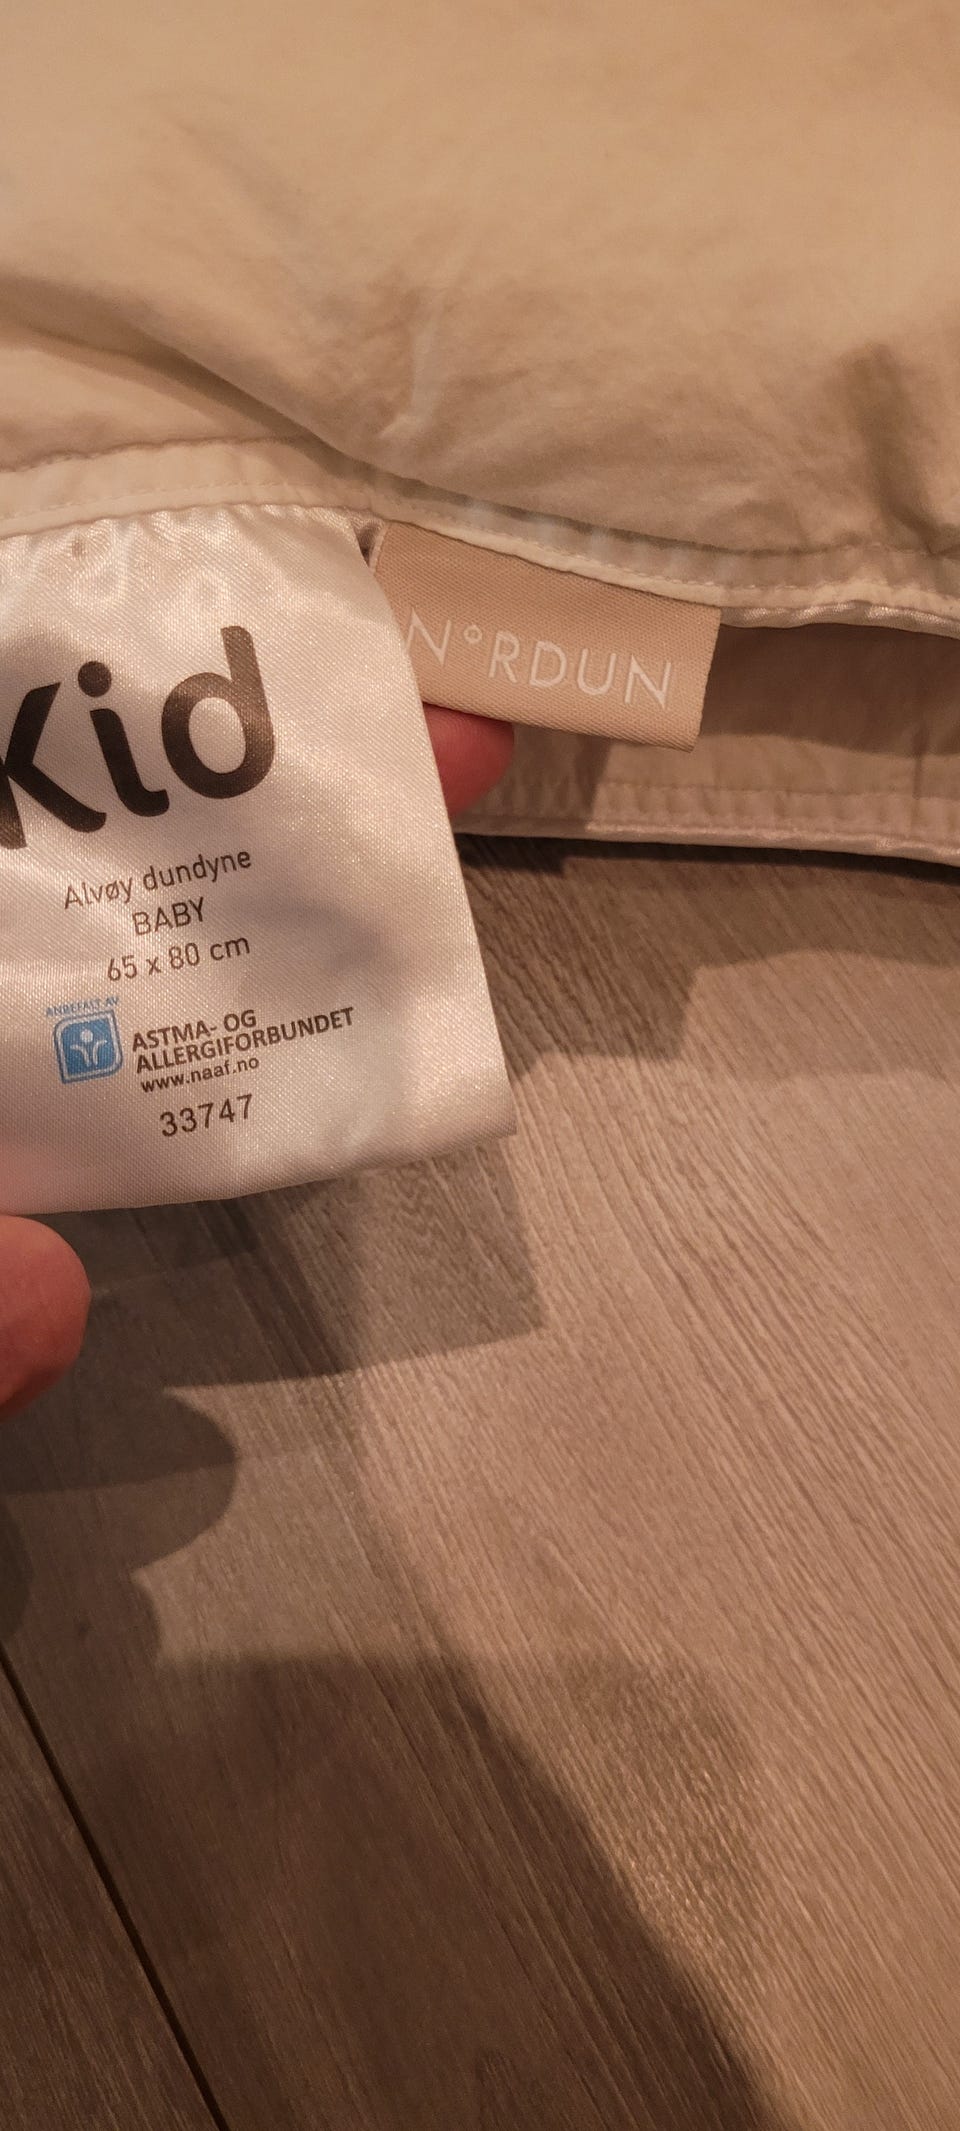 Kid
N°RDUN
Alvøy dundyne
BABY
65 x 80 cm
ANBEFALT AV
ASTMA- OG
ALLERGIFORBUNDET
www.naaf.no
33747